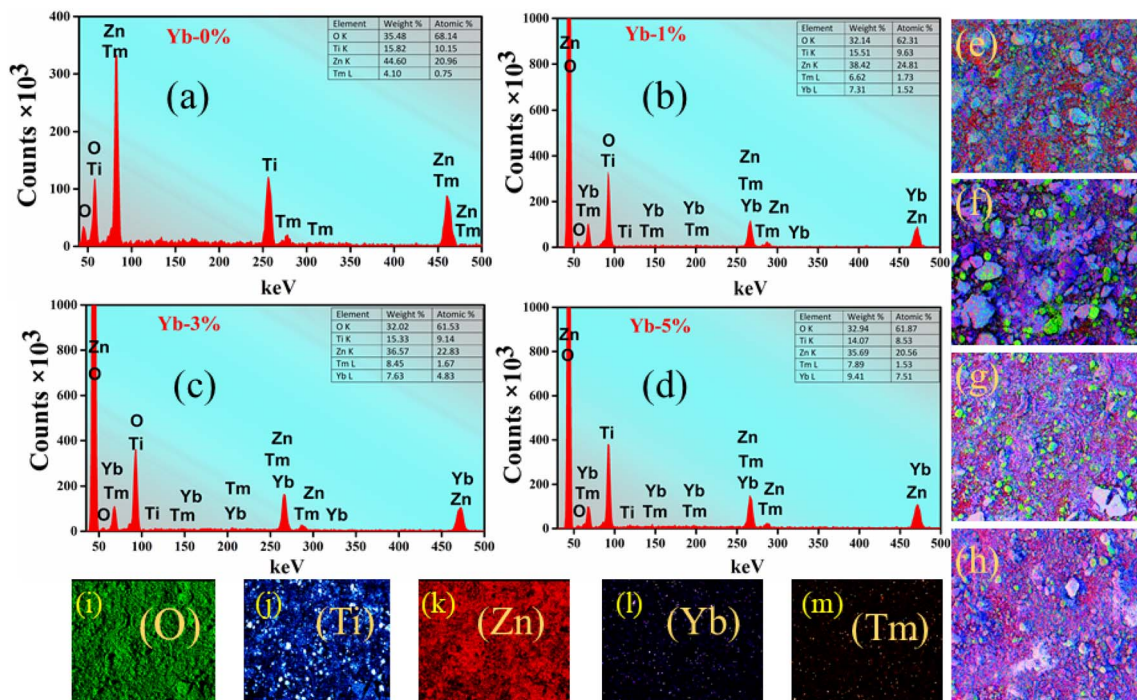 Yb-0%
(a)
Element Weight % Atomic %
O K 35.48 68.14
Ti K 15.82 10.15
Zn K 44.60 20.96
Tm L 4.10 0.75
Zn
Tm
O
Ti
O
Ti
Tm
Tm
Zn
Tm
Zn
Tm
Counts ×10³
400
300
200
100
0
50 100 150 200 250 300 350 400 450 500
keV
Yb-1%
(b)
Element Weight % Atomic %
O K 32.14 62.31
Ti K 15.51 9.63
Zn K 38.42 24.81
Tm L 6.62 1.73
Yb L 7.31 1.52
Zn
O
O
Ti
Yb
Tm
O
Ti
Yb
Tm
Yb
Tm
Zn
Tm
Yb
Zn
Tm
Yb
Yb
Zn
Counts ×10³
1000
800
600
400
200
0
50 100 150 200 250 300 350 400 450 500
keV
Yb-3%
(c)
Element Weight % Atomic %
O K 32.02 61.53
Ti K 15.33 9.14
Zn K 36.57 22.83
Tm L 8.45 1.67
Yb L 7.63 4.83
Zn
O
O
Ti
Yb
Tm
O
Ti
Yb
Tm
Tm
Yb
Zn
Tm
Yb
Zn
Tm
Yb
Yb
Zn
Counts ×10³
1000
800
600
400
200
0
50 100 150 200 250 300 350 400 450 500
keV
Yb-5%
(d)
Element Weight % Atomic %
O K 32.94 61.87
Ti K 14.07 8.53
Zn K 35.69 20.56
Tm L 7.89 1.53
Yb L 9.41 7.51
Zn
O
Ti
Yb
Tm
O
Ti
Yb
Tm
Yb
Tm
Zn
Tm
Yb
Zn
Tm
Yb
Zn
Counts ×10³
1000
800
600
400
200
0
50 100 150 200 250 300 350 400 450 500
keV
(e)
(f)
(g)
(h)
(i) (O)
(j) (Ti)
(k) (Zn)
(l) (Yb)
(m) (Tm)